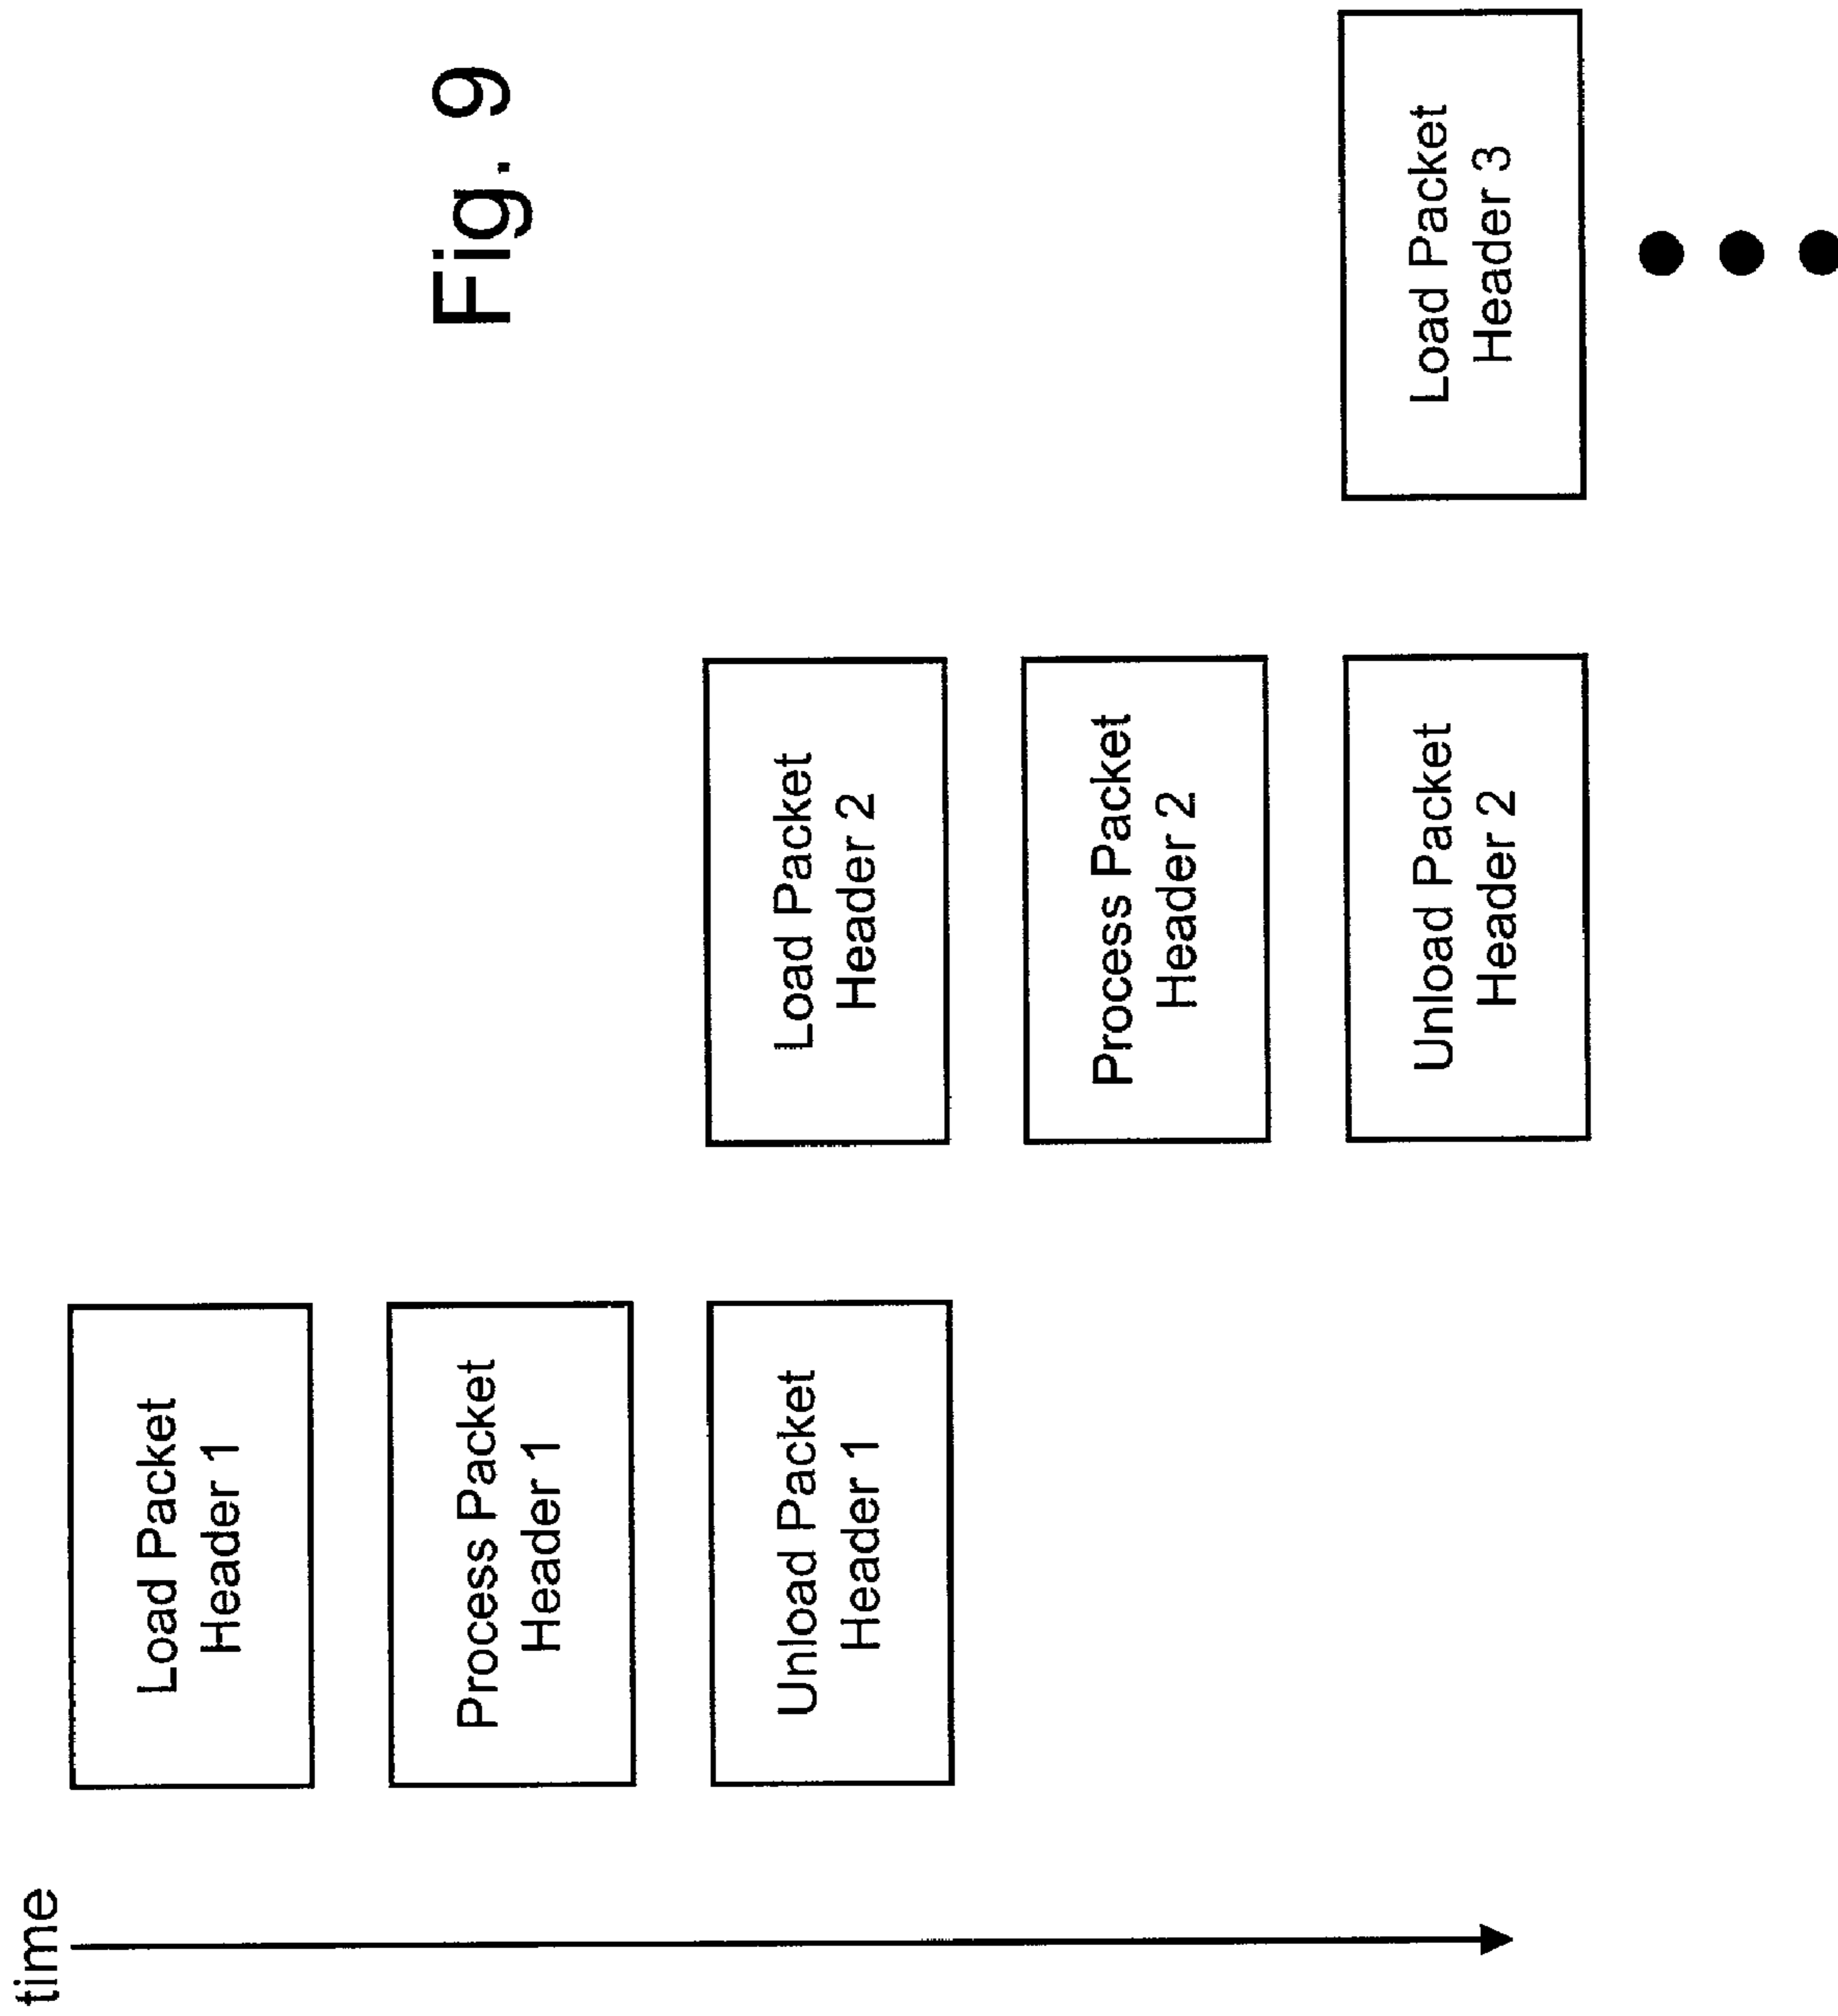 Fig. 9
time
Load Packet
Header 1
Process Packet
Header 1
Unload Packet
Header 1
Load Packet
Header 2
Process Packet
Header 2
Unload Packet
Header 2
Load Packet
Header 3